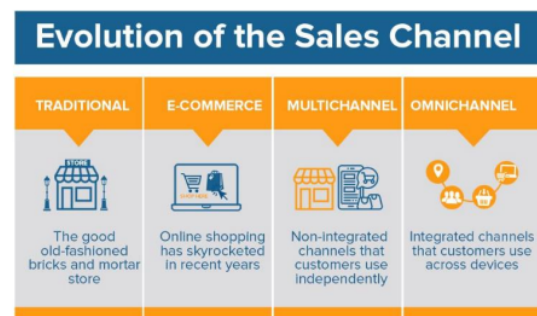 Evolution of the Sales Channel
TRADITIONAL
E-COMMERCE
MULTICHANNEL
OMNICHANNEL
STORE
The good
old-fashioned
bricks and mortar
store
Online shopping
has skyrocketed
in recent years
Non-integrated
channels that
customers use
independently
Integrated channels
that customers use
across devices